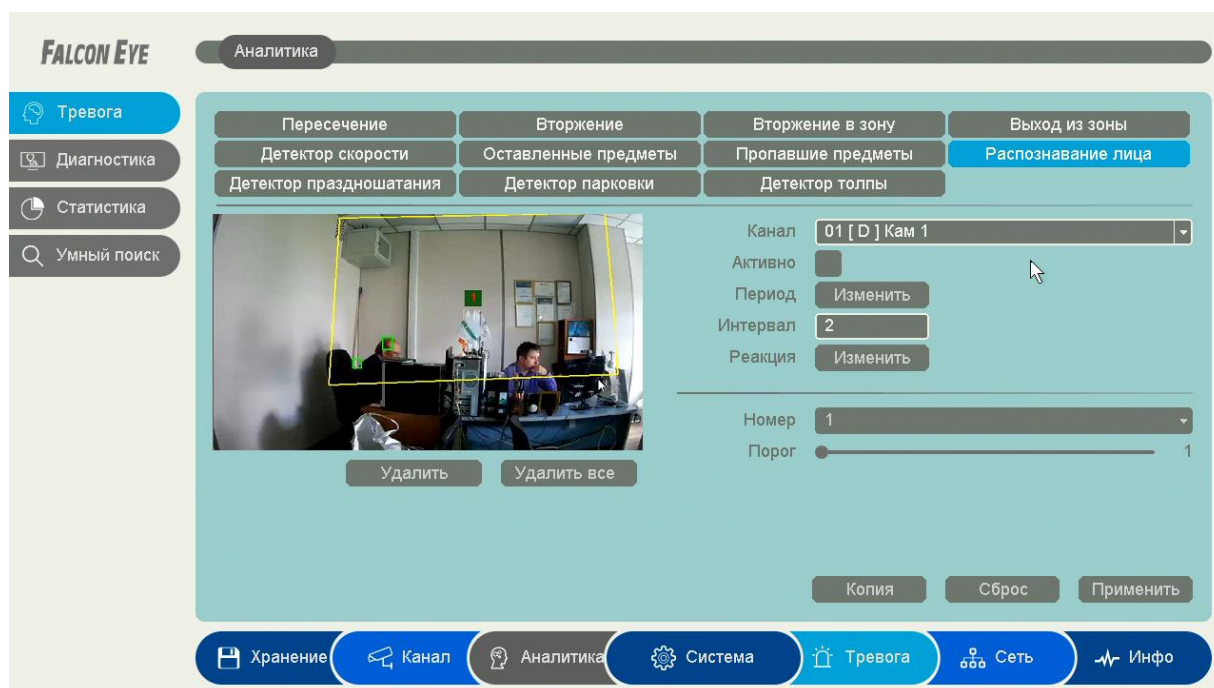 FALCON EYE
Аналитика
Тревога
Диагностика
Статистика
Умный поиск
Пересечение
Вторжение
Вторжение в зону
Выход из зоны
Детектор скорости
Оставленные предметы
Пропавшие предметы
Распознавание лица
Детектор праздношатания
Детектор парковки
Детектор толпы
1
Удалить
Удалить все
Канал 01 [ D ] Кам 1
Активно
Период Изменить
Интервал 2
Реакция Изменить
Номер 1
Порог 1
Копия
Сброс
Применить
Хранение
Канал
Аналитика
Система
Тревога
Сеть
Инфо